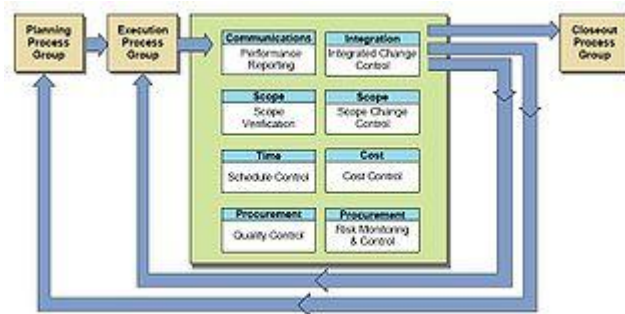 Planning
Process
Group
Execution
Process
Group
Communications
Performance
Reporting
Integration
Integrated Change
Control
Closeout
Process
Group
Scope
Scope
Verification
Scope
Scope Change
Control
Time
Schedule Control
Cost
Cost Control
Procurement
Quality Control
Procurement
Risk Monitoring
& Control